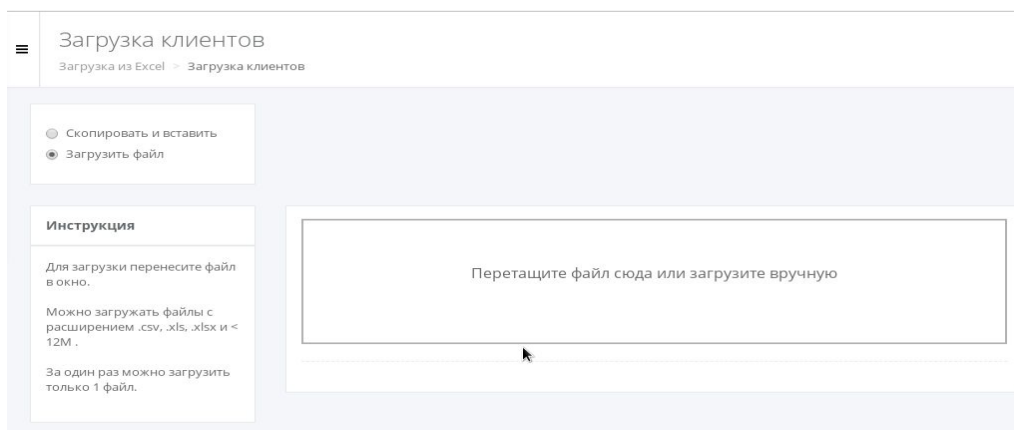 Загрузка клиентов
Загрузка из Excel > Загрузка клиентов
Скопировать и вставить
Загрузить файл
Инструкция
Для загрузки перенесите файл
в окно.
Можно загружать файлы с
расширением .csv, .xls, .xlsx и <
12M .
За один раз можно загрузить
только 1 файл.
Перетащите файл сюда или загрузите вручную